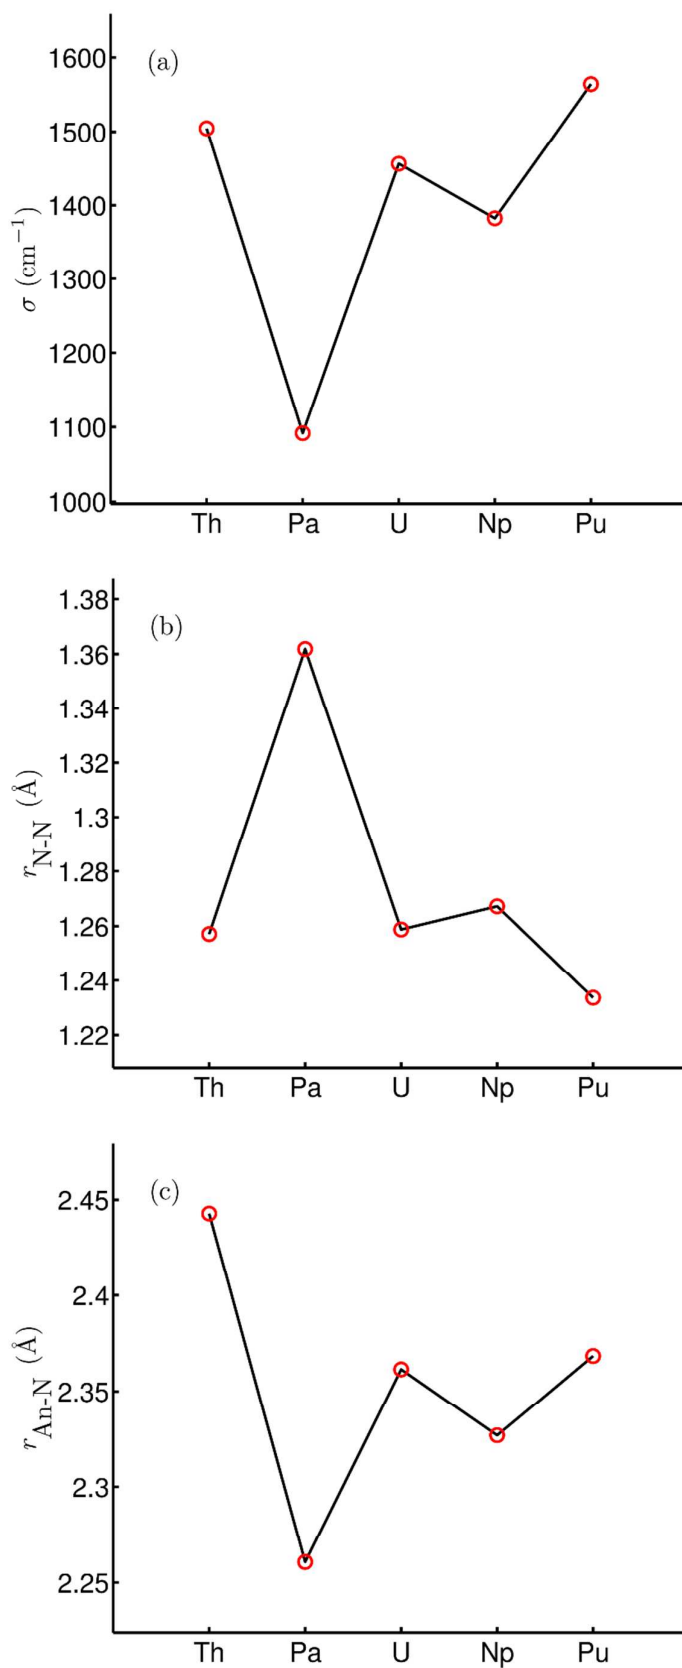 (a)
1600
1500
1400
1300
1200
1100
1000
σ (cm⁻¹)
Th Pa U Np Pu
(b)
1.38
1.36
1.34
1.32
1.3
1.28
1.26
1.24
1.22
r_N-N (Å)
Th Pa U Np Pu
(c)
2.45
2.4
2.35
2.3
2.25
r_An-N (Å)
Th Pa U Np Pu